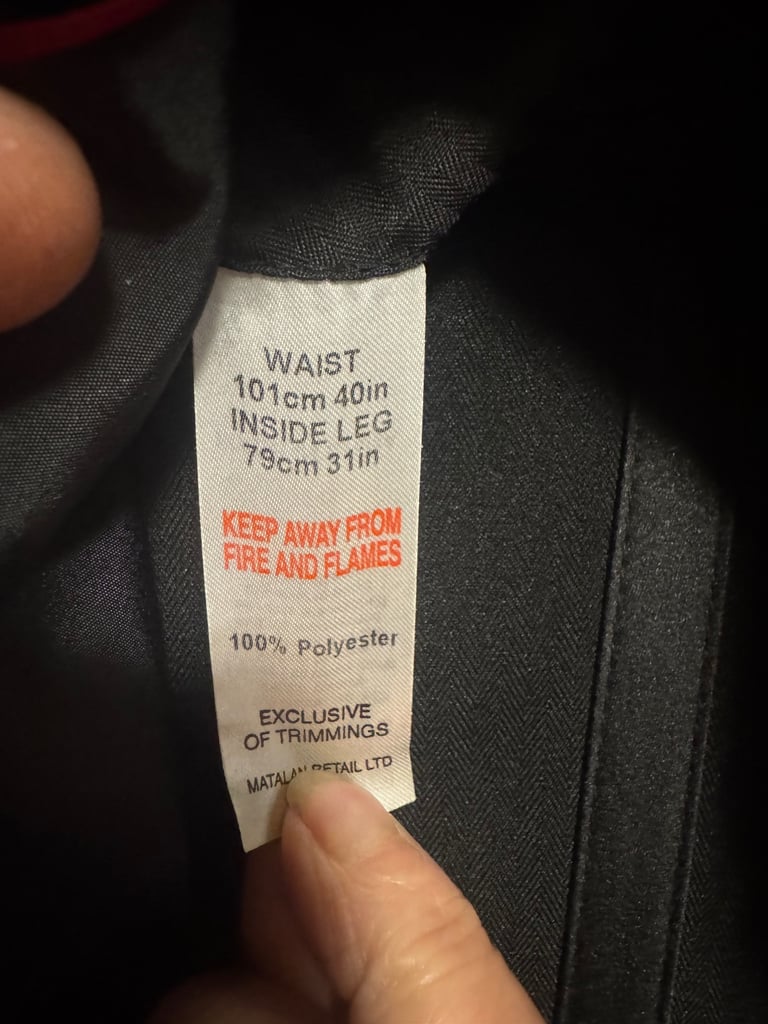 WAIST
101cm 40in
INSIDE LEG
79cm 31in
KEEP AWAY FROM
FIRE AND FLAMES
100% Polyester
EXCLUSIVE
OF TRIMMINGS
MATALAN RETAIL LTD